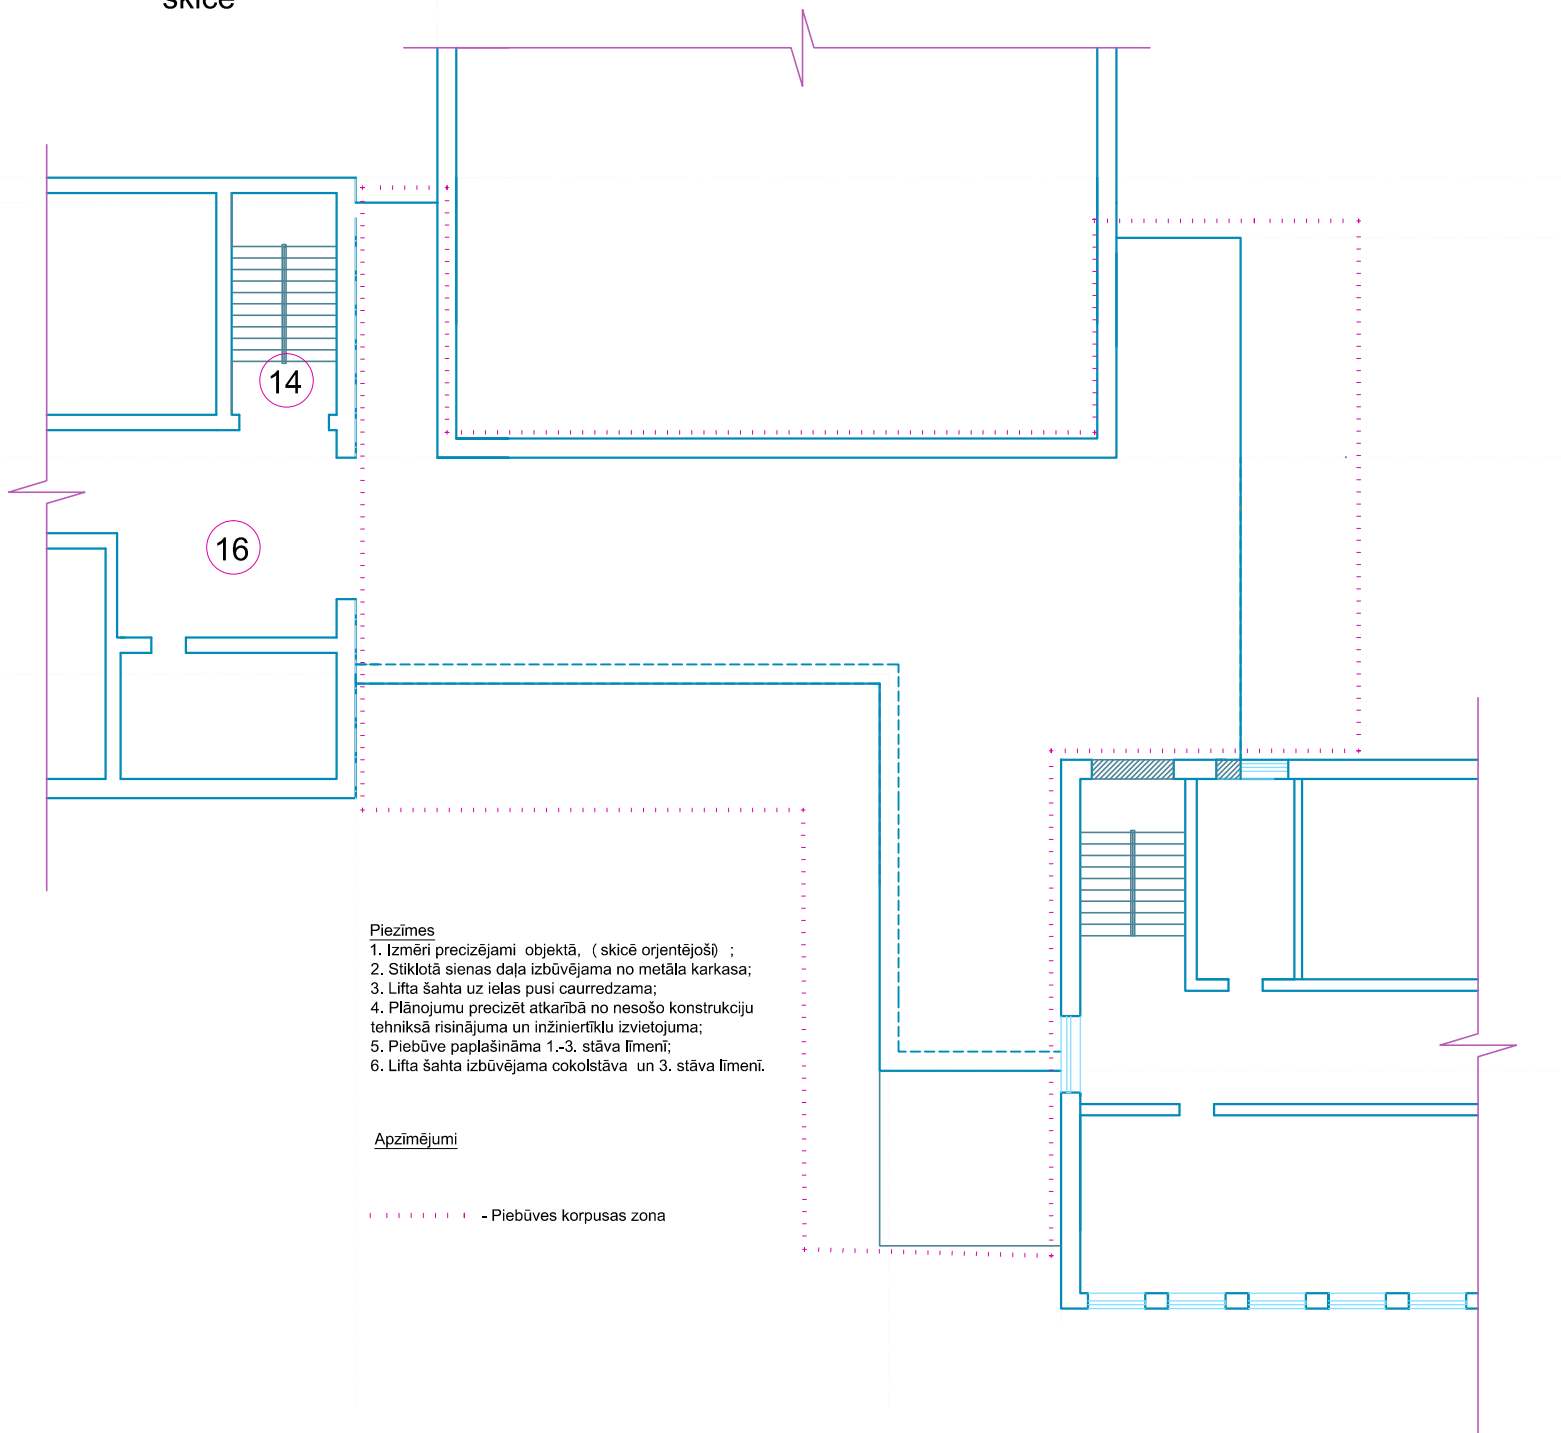 skice
14
16
Piezīmes
1. Izmēri precizējami objektā, ( skicē orjentējoši) ;
2. Stiklotā sienas daļa izbūvējama no metāla karkasa;
3. Lifta šahta uz ielas pusi caurredzama;
4. Plānojumu precizēt atkarībā no nesošo konstrukciju
tehniksā risinājuma un inžiniertīklu izvietojuma;
5. Piebūve paplašināma 1.-3. stāva līmenī;
6. Lifta šahta izbūvējama cokolstāva un 3. stāva līmenī.
Apzīmējumi
- Piebūves korpusas zona